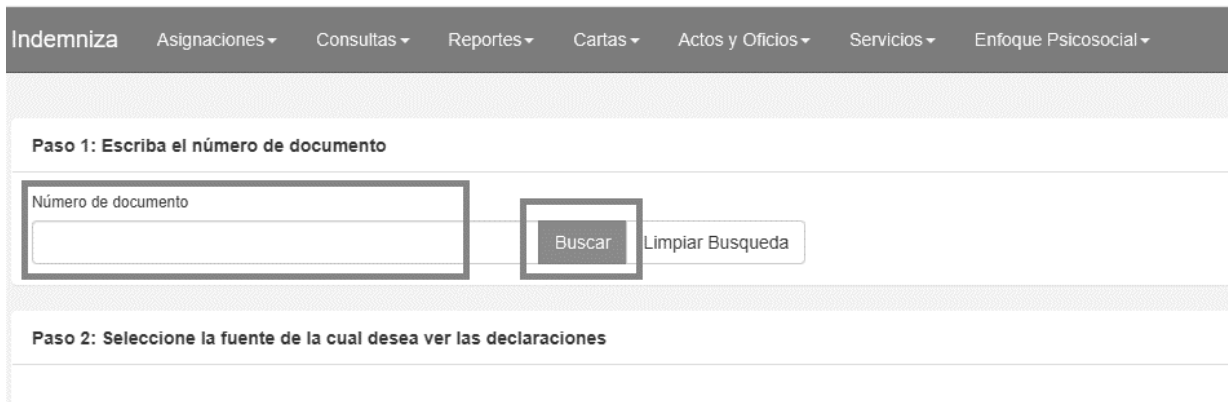 Indemniza Asignaciones Consultas Reportes Cartas Actos y Oficios Servicios Enfoque Psicosocial
Paso 1: Escriba el número de documento
Número de documento
Buscar Limpiar Busqueda
Paso 2: Seleccione la fuente de la cual desea ver las declaraciones